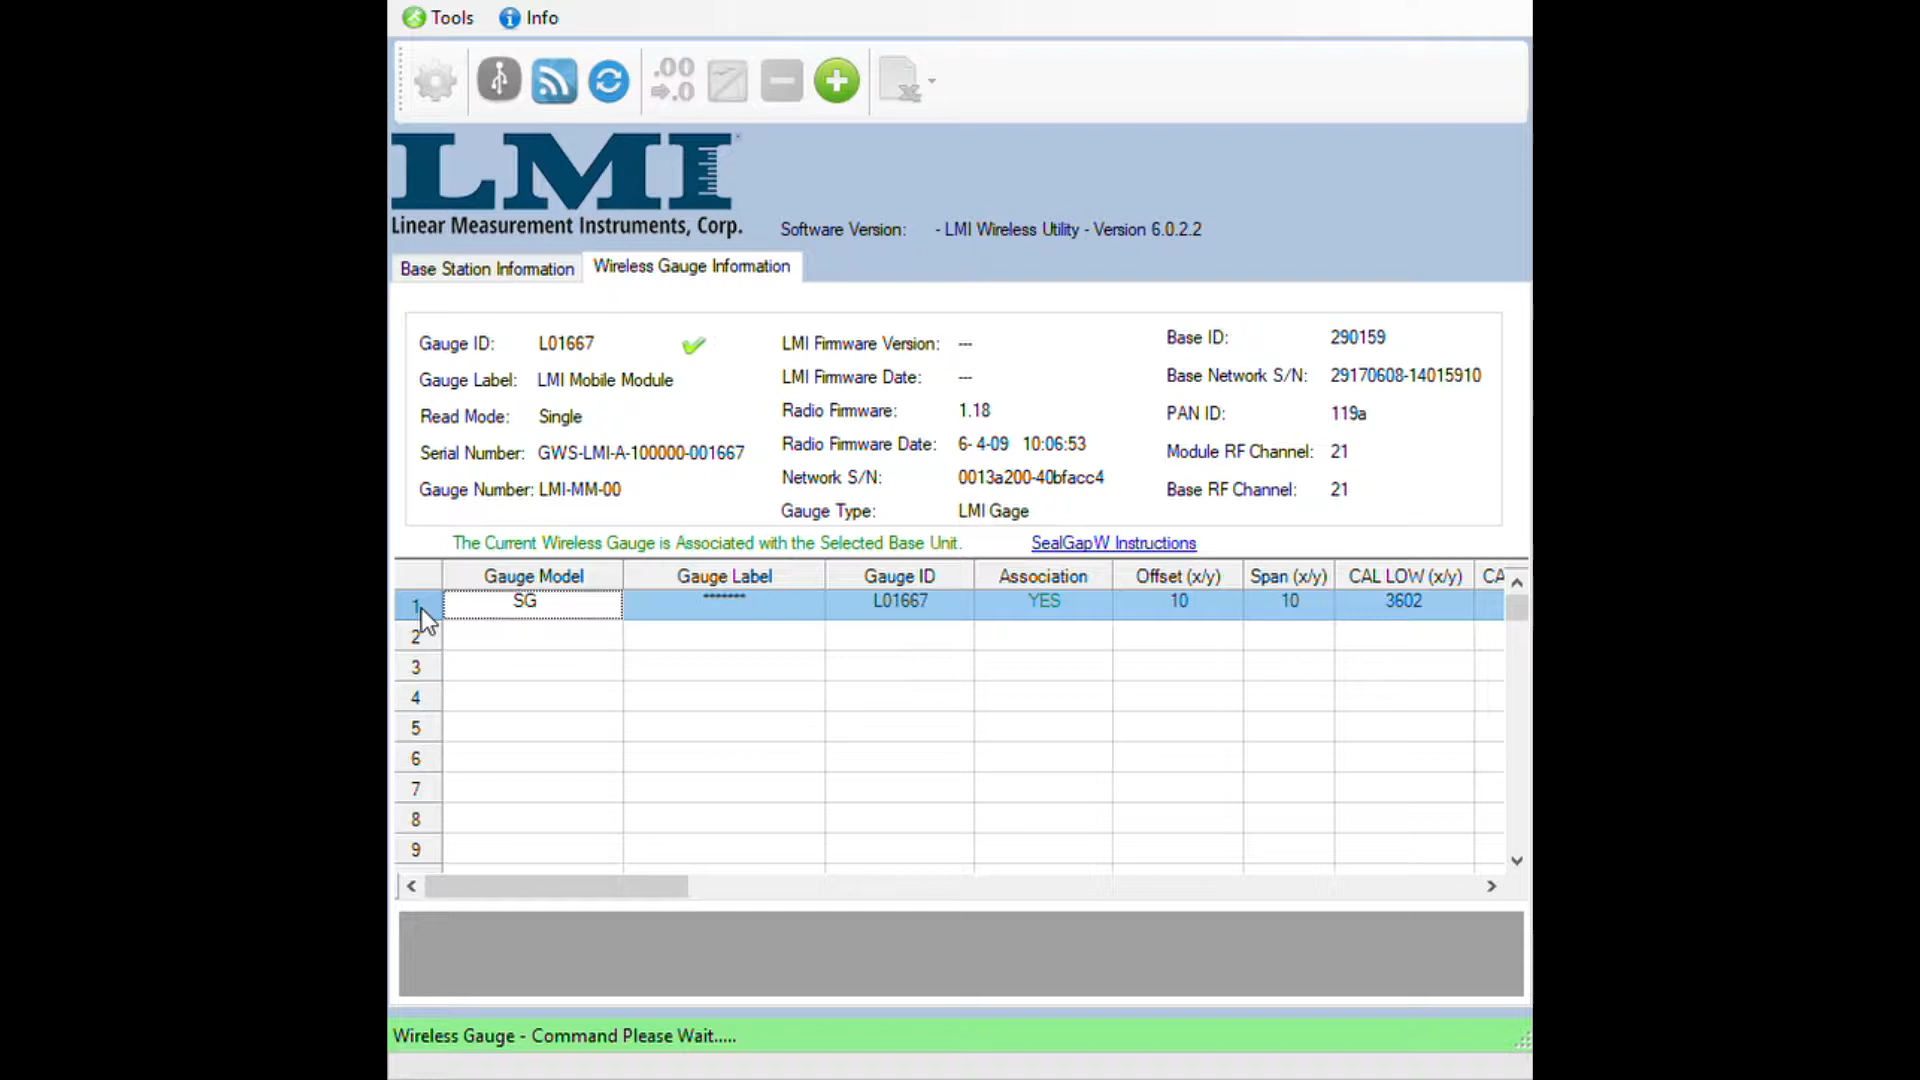 Tools Info
.00
.0
LMI
Linear Measurement Instruments, Corp.
Software Version: - LMI Wireless Utility - Version 6.0.2.2
Base Station Information Wireless Gauge Information
Gauge ID: L01667
Gauge Label: LMI Mobile Module
Read Mode: Single
Serial Number: GWS-LMI-A-100000-001667
Gauge Number: LMI-MM-00
LMI Firmware Version: ---
LMI Firmware Date: ---
Radio Firmware: 1.18
Radio Firmware Date: 6- 4-09 10:06:53
Network S/N: 0013a200-40bfacc4
Gauge Type: LMI Gage
Base ID: 290159
Base Network S/N: 29170608-14015910
PAN ID: 119a
Module RF Channel: 21
Base RF Channel: 21
The Current Wireless Gauge is Associated with the Selected Base Unit. SealGapW Instructions
Gauge Model Gauge Label Gauge ID Association Offset (x/y) Span (x/y) CAL LOW (x/y) CA
1 SG ******* L01667 YES 10 10 3602
2
3
4
5
6
7
8
9
Wireless Gauge - Command Please Wait.....